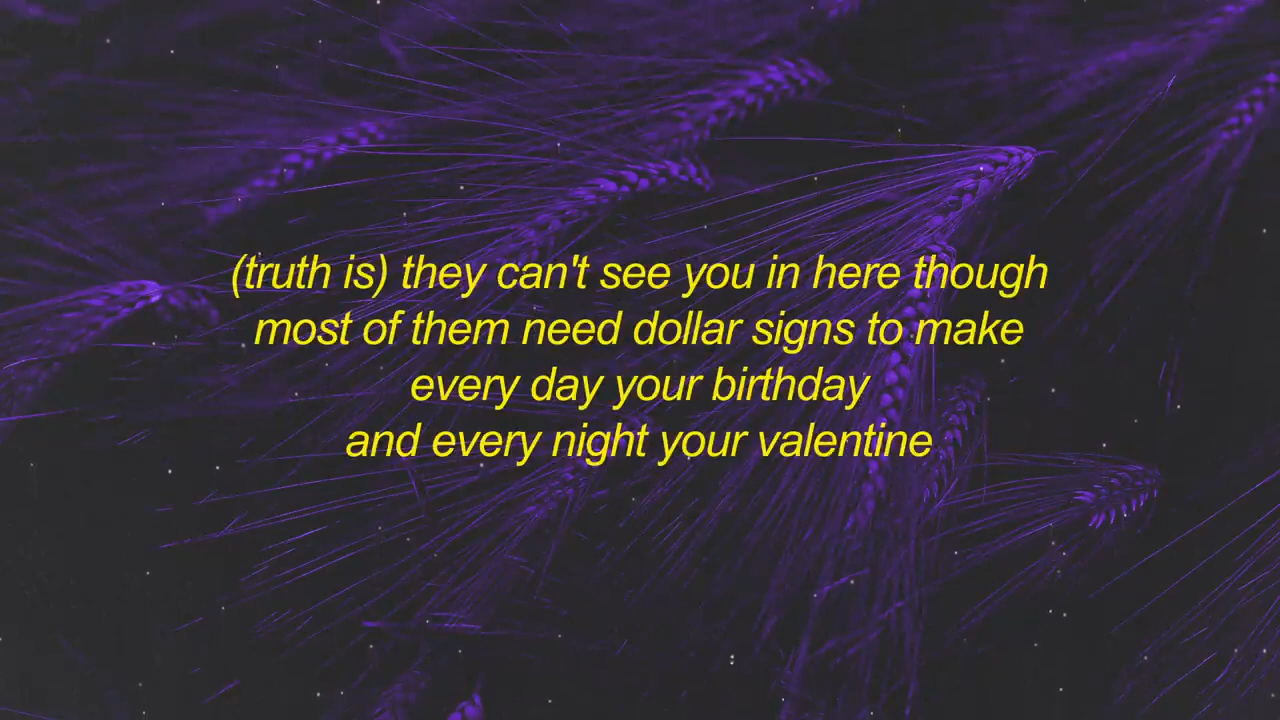 (truth is) they can't see you in here though
most of them need dollar signs to make
every day your birthday
and every night your valentine